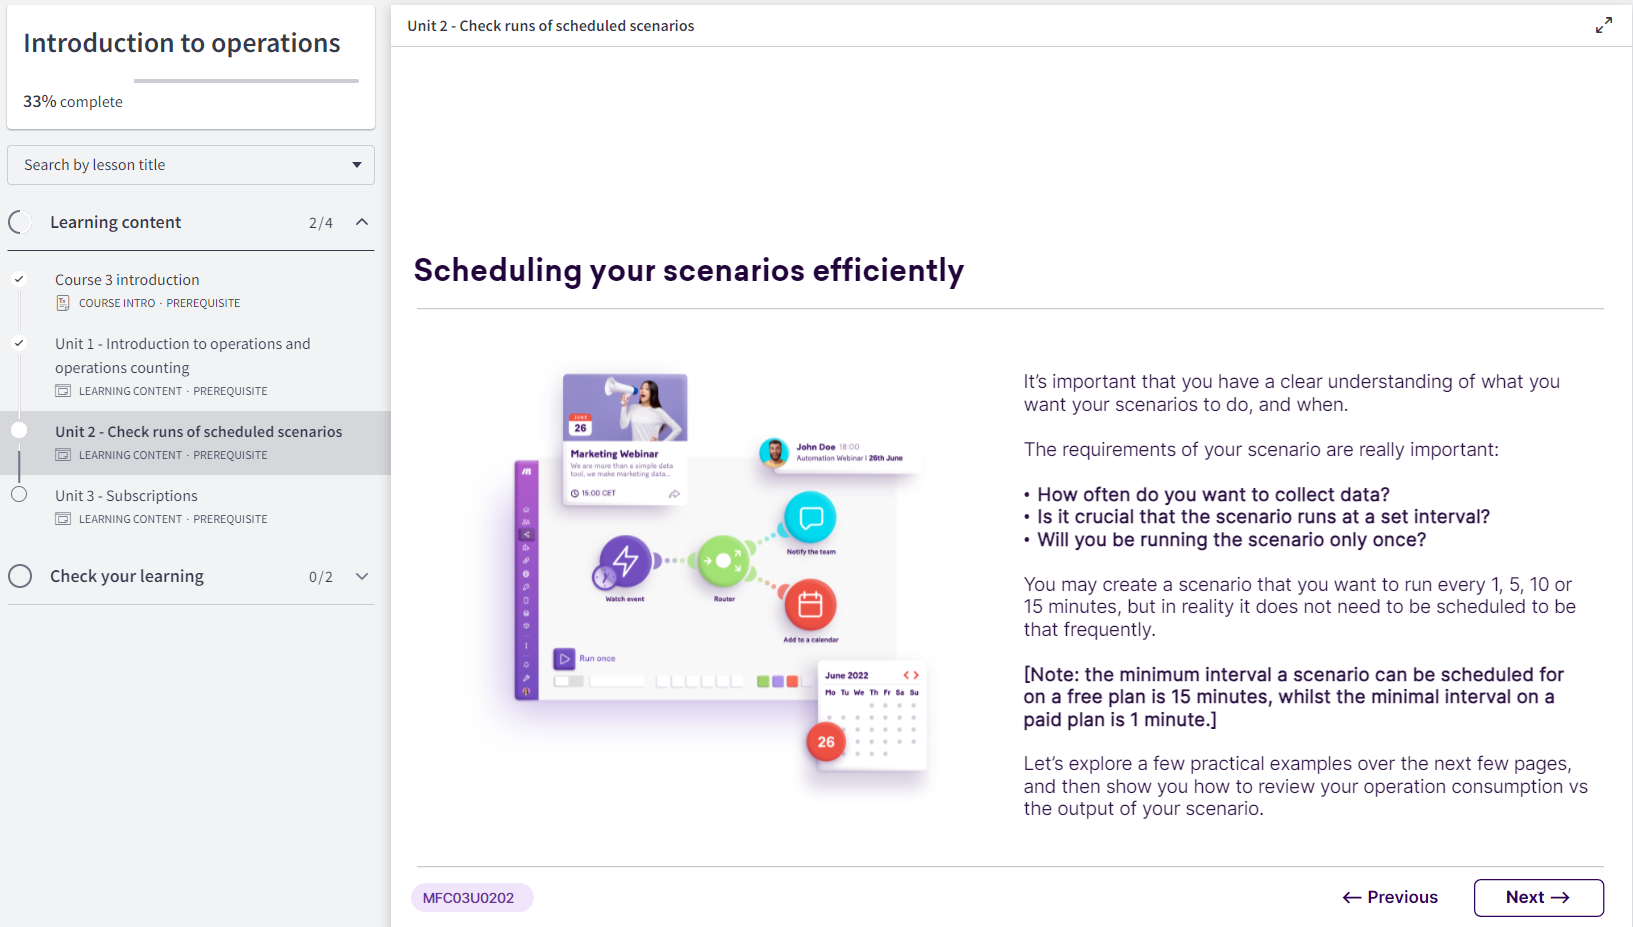 Introduction to operations
33% complete
Search by lesson title
Learning content 2/4
Course 3 introduction
COURSE INTRO · PREREQUISITE
Unit 1 - Introduction to operations and
operations counting
LEARNING CONTENT · PREREQUISITE
Unit 2 - Check runs of scheduled scenarios
LEARNING CONTENT · PREREQUISITE
Unit 3 - Subscriptions
LEARNING CONTENT · PREREQUISITE
Check your learning 0/2
Unit 2 - Check runs of scheduled scenarios
Scheduling your scenarios efficiently
JUNE
26
Marketing Webinar
We are more than a simple data
tool, we make marketing data...
15:00 CET
John Doe 18:00
Automation Webinar | 26th June
Notify the team
Watch event
Router
Add to a calendar
Run once
June 2022
Mo Tu We Th Fr Sa Su
26
It's important that you have a clear understanding of what you
want your scenarios to do, and when.
The requirements of your scenario are really important:
• How often do you want to collect data?
• Is it crucial that the scenario runs at a set interval?
• Will you be running the scenario only once?
You may create a scenario that you want to run every 1, 5, 10 or
15 minutes, but in reality it does not need to be scheduled to be
that frequently.
[Note: the minimum interval a scenario can be scheduled for
on a free plan is 15 minutes, whilst the minimal interval on a
paid plan is 1 minute.]
Let's explore a few practical examples over the next few pages,
and then show you how to review your operation consumption vs
the output of your scenario.
MFC03U0202
← Previous
Next →